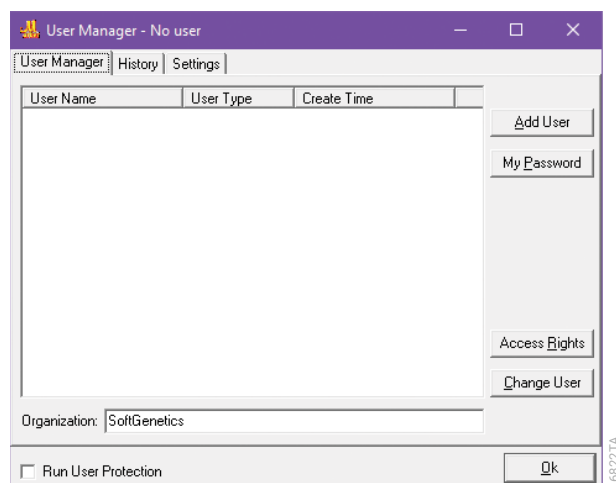 User Manager - No user
User Manager History Settings
User Name User Type Create Time
Add User
My Password
Access Rights
Change User
Organization: SoftGenetics
Run User Protection
Ok
6822TA